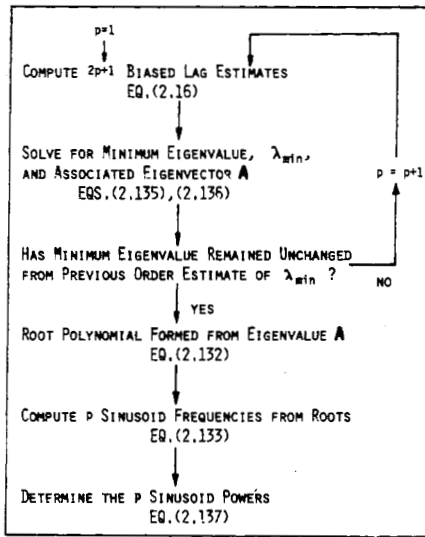 p=1
COMPUTE 2p+1 BIASED LAG ESTIMATES
EQ.(2.16)
SOLVE FOR MINIMUM EIGENVALUE, λmin,
AND ASSOCIATED EIGENVECTOR A
EQS.(2.135),(2.136)
p = p+1
HAS MINIMUM EIGENVALUE REMAINED UNCHANGED
FROM PREVIOUS ORDER ESTIMATE OF λmin ?
NO
YES
ROOT POLYNOMIAL FORMED FROM EIGENVALUE A
EQ.(2.132)
COMPUTE P SINUSOID FREQUENCIES FROM ROOTS
EQ.(2.133)
DETERMINE THE P SINUSOID POWERS
EQ.(2.137)